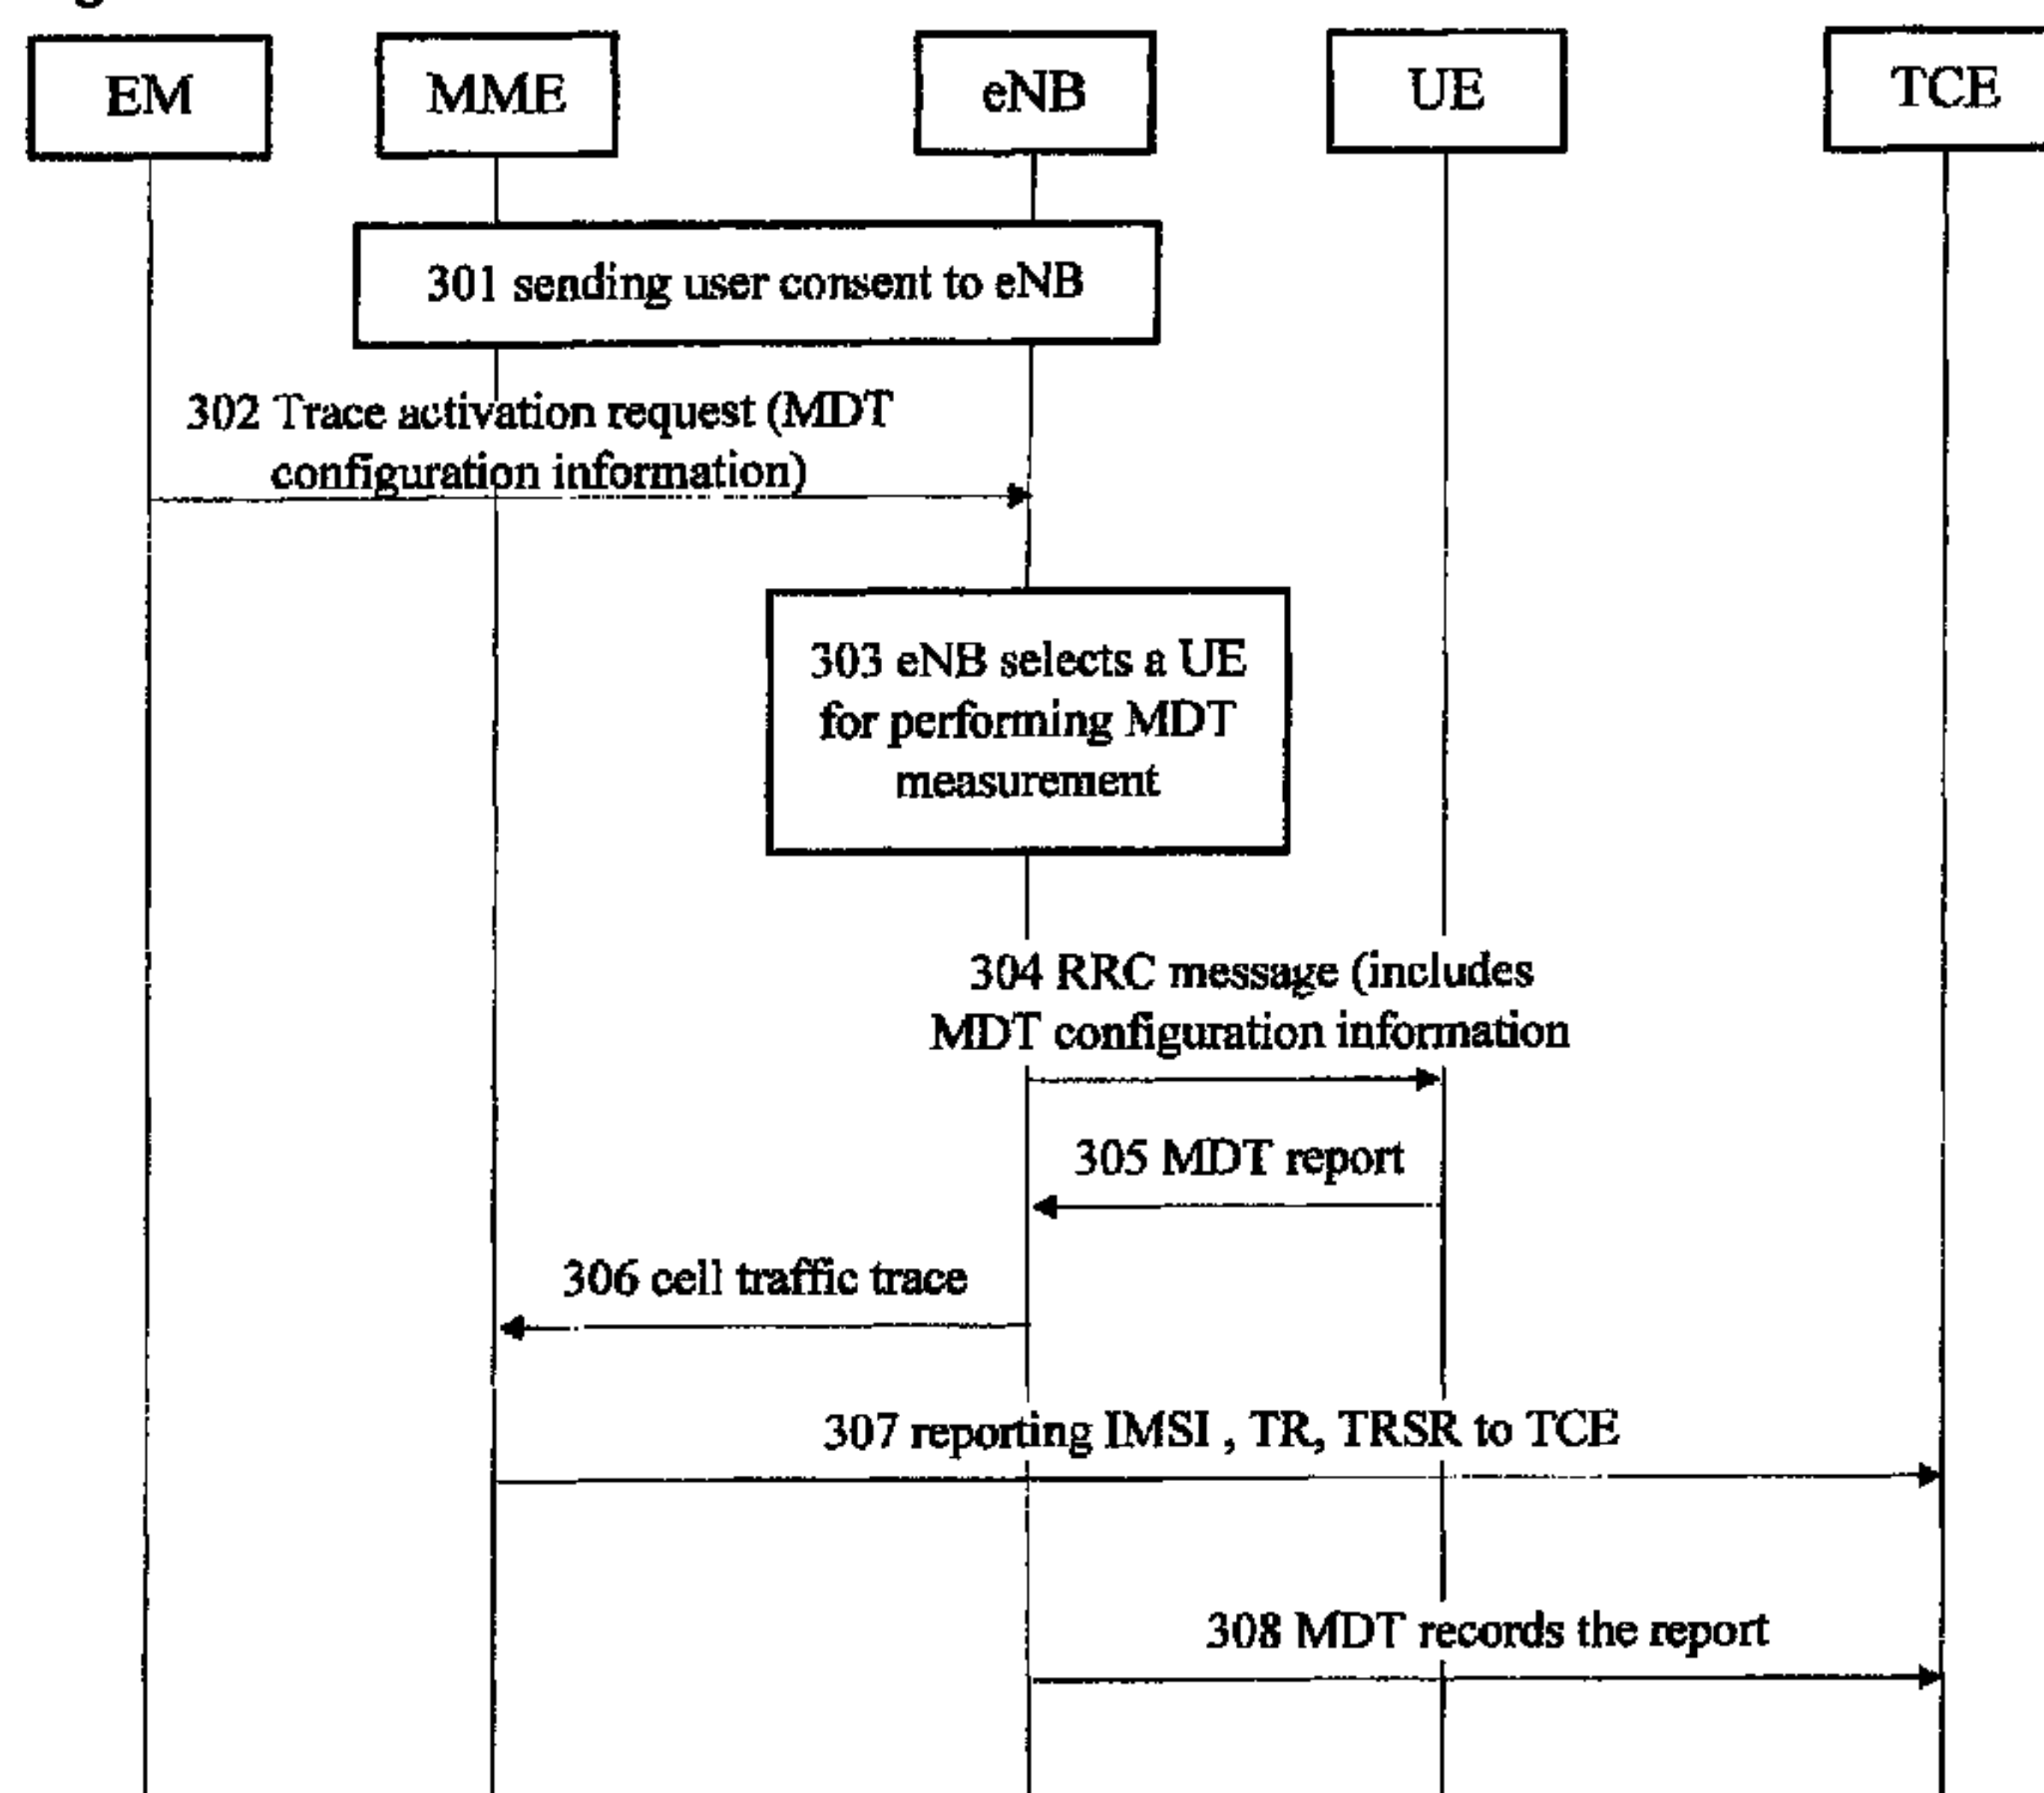 EM MME eNB UE TCE
301 sending user consent to eNB
302 Trace activation request (MDT
configuration information)
303 eNB selects a UE
for performing MDT
measurement
304 RRC message (includes
MDT configuration information
305 MDT report
306 cell traffic trace
307 reporting IMSI , TR, TRSR to TCE
308 MDT records the report